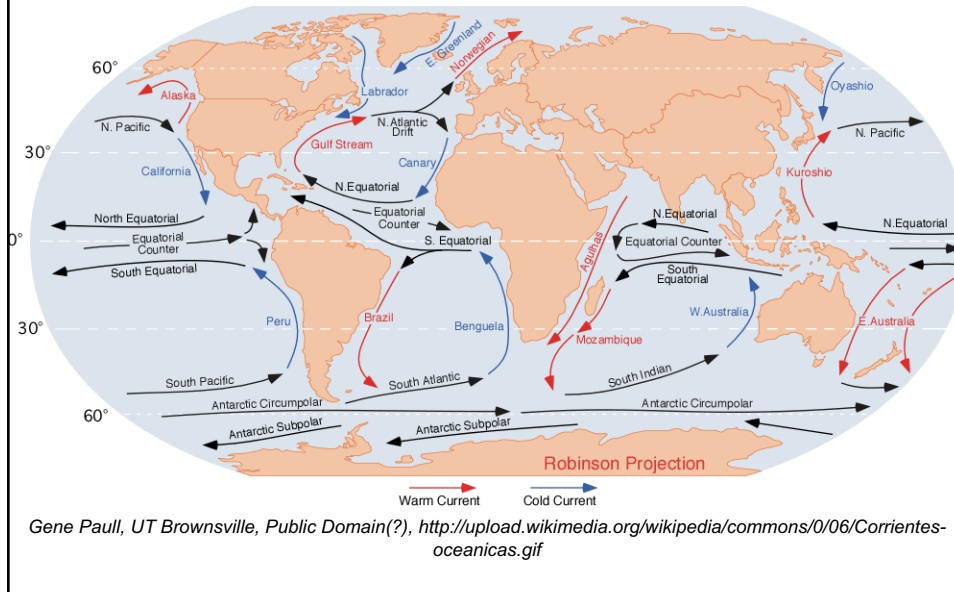 60°
Alaska
N. Pacific
California
North Equatorial
Equatorial
Counter
South Equatorial
30°
0°
30°
60°
Labrador
E. Greenland
Norwegian
N.Atlantic
Drift
Gulf Stream
Canary
N.Equatorial
Equatorial
Counter
S. Equatorial
Peru
Brazil
Benguela
Agulhas
Mozambique
N.Equatorial
Equatorial Counter
South
Equatorial
Oyashio
N. Pacific
Kuroshio
N.Equatorial
W.Australia
E.Australia
South Pacific
South Atlantic
South Indian
Antarctic Circumpolar
Antarctic Circumpolar
Antarctic Subpolar
Antarctic Subpolar
Robinson Projection
Warm Current
Cold Current
Gene Paull, UT Brownsville, Public Domain(?), http://upload.wikimedia.org/wikipedia/commons/0/06/Corrientes-
oceanicas.gif